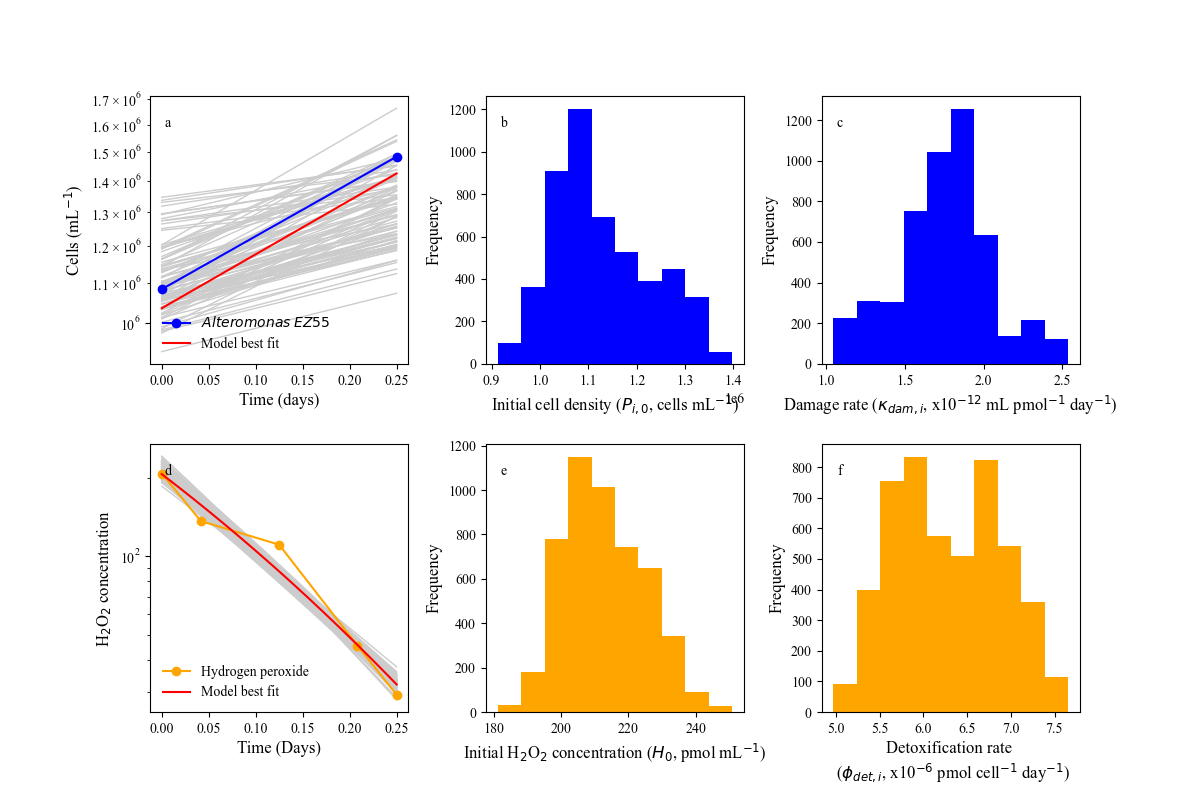 a
1.7 × 10⁶
1.6 × 10⁶
1.5 × 10⁶
1.4 × 10⁶
1.3 × 10⁶
1.2 × 10⁶
1.1 × 10⁶
10⁶
Cells (mL⁻¹)
Alteromonas EZ55
Model best fit
0.00 0.05 0.10 0.15 0.20 0.25
Time (days)
b
1200
1000
800
600
400
200
0
Frequency
0.9 1.0 1.1 1.2 1.3 1.4
1e6
Initial cell density (P_{i,0}, cells mL⁻¹)
c
1200
1000
800
600
400
200
0
Frequency
1.0 1.5 2.0 2.5
Damage rate (κ_{dam,i}, x10⁻¹² mL pmol⁻¹ day⁻¹)
d
10²
H₂O₂ concentration
Hydrogen peroxide
Model best fit
0.00 0.05 0.10 0.15 0.20 0.25
Time (Days)
e
1200
1000
800
600
400
200
0
Frequency
180 200 220 240
Initial H₂O₂ concentration (H₀, pmol mL⁻¹)
f
800
700
600
500
400
300
200
100
0
Frequency
5.0 5.5 6.0 6.5 7.0 7.5
Detoxification rate
(ϕ_{det,i}, x10⁻⁶ pmol cell⁻¹ day⁻¹)